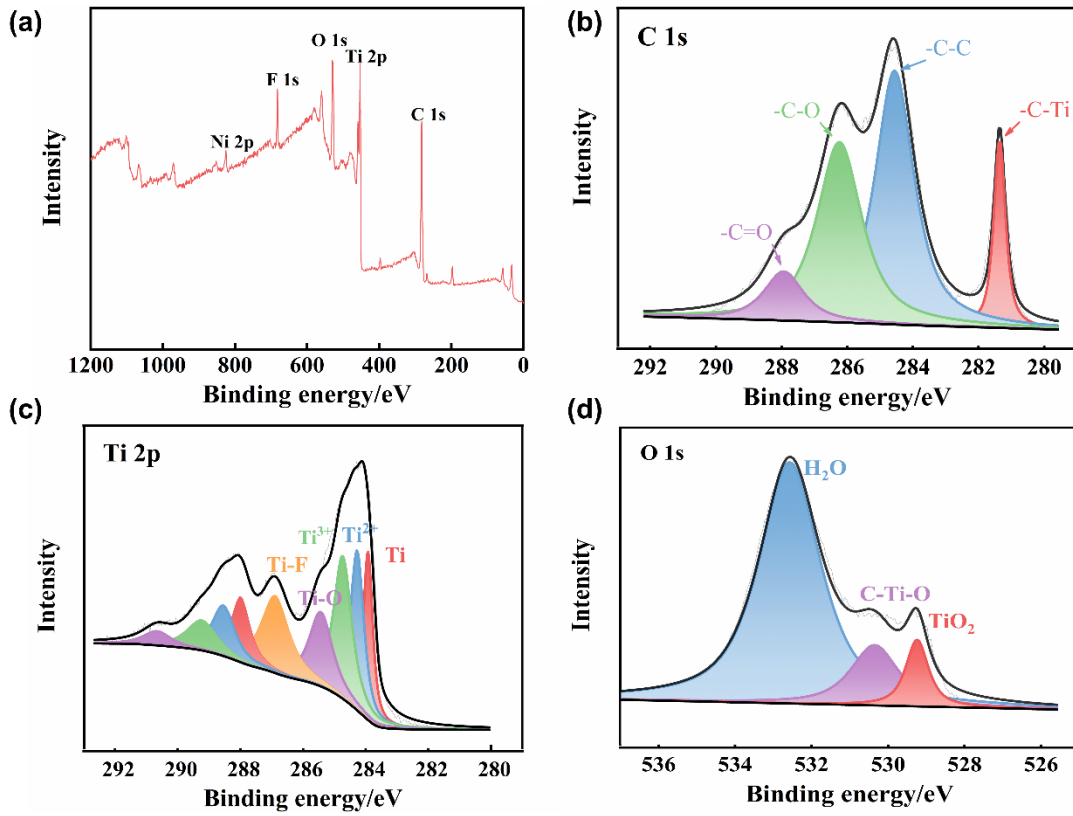 (a)
O 1s
Ti 2p
F 1s
C 1s
Ni 2p
Intensity
1200 1000 800 600 400 200 0
Binding energy/eV
(b)
C 1s
-C-C
-C-O
-C-Ti
-C=O
Intensity
292 290 288 286 284 282 280
Binding energy/eV
(c)
Ti 2p
Ti3+
Ti2+
Ti
Ti-F
Ti-O
Intensity
292 290 288 286 284 282 280
Binding energy/eV
(d)
O 1s
H2O
C-Ti-O
TiO2
Intensity
536 534 532 530 528 526
Binding energy/eV